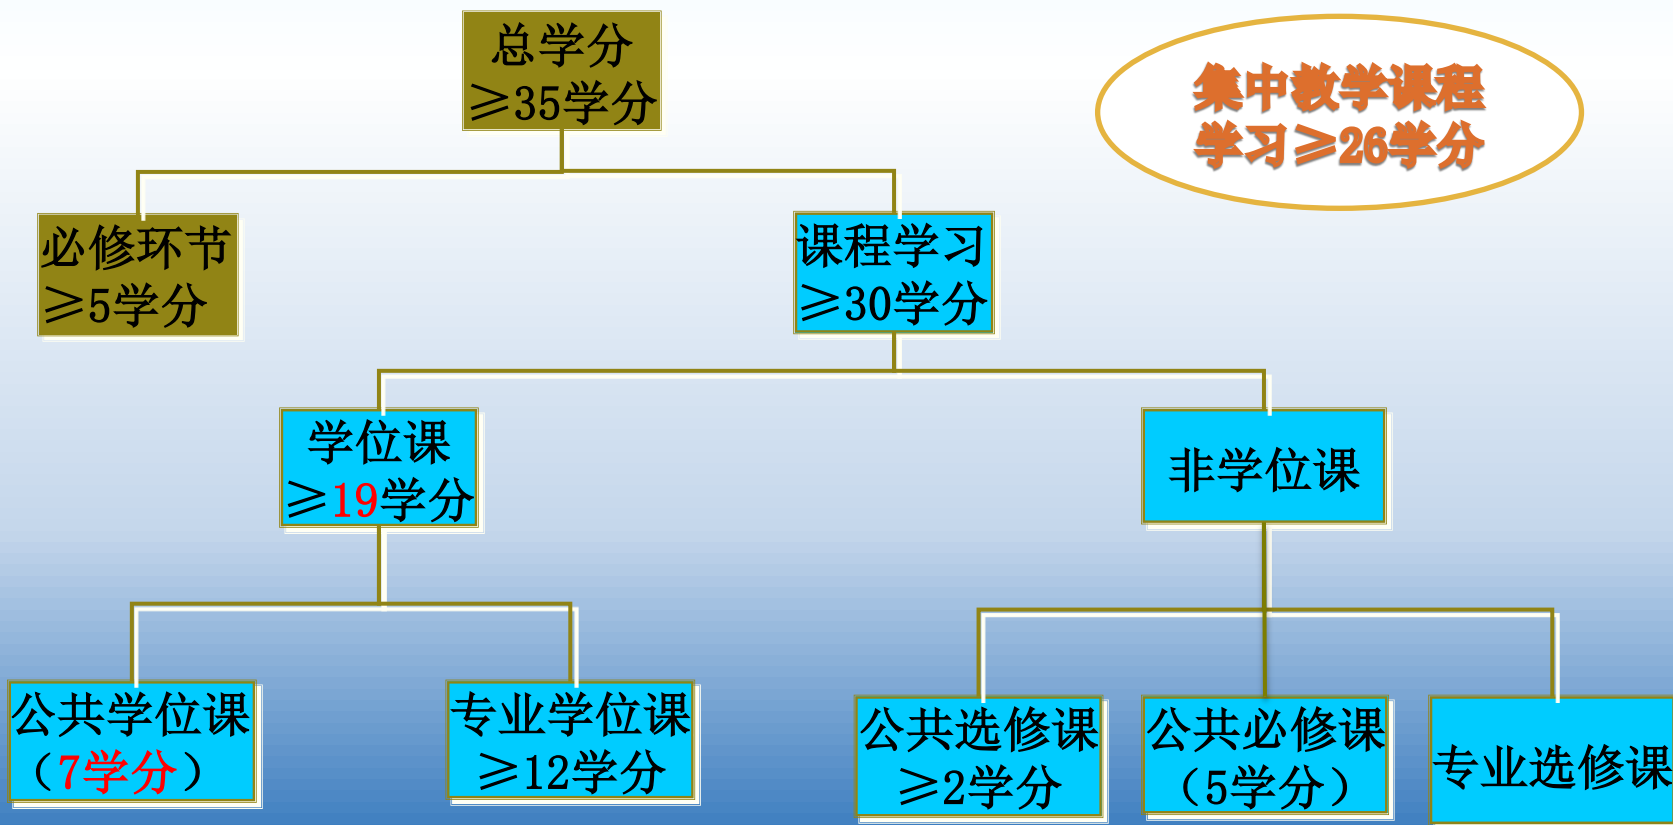 总学分
≥35学分
集中教学课程
学习≥26学分
必修环节
≥5学分
课程学习
≥30学分
学位课
≥19学分
非学位课
公共学位课
（7学分）
专业学位课
≥12学分
公共选修课
≥2学分
公共必修课
（5学分）
专业选修课